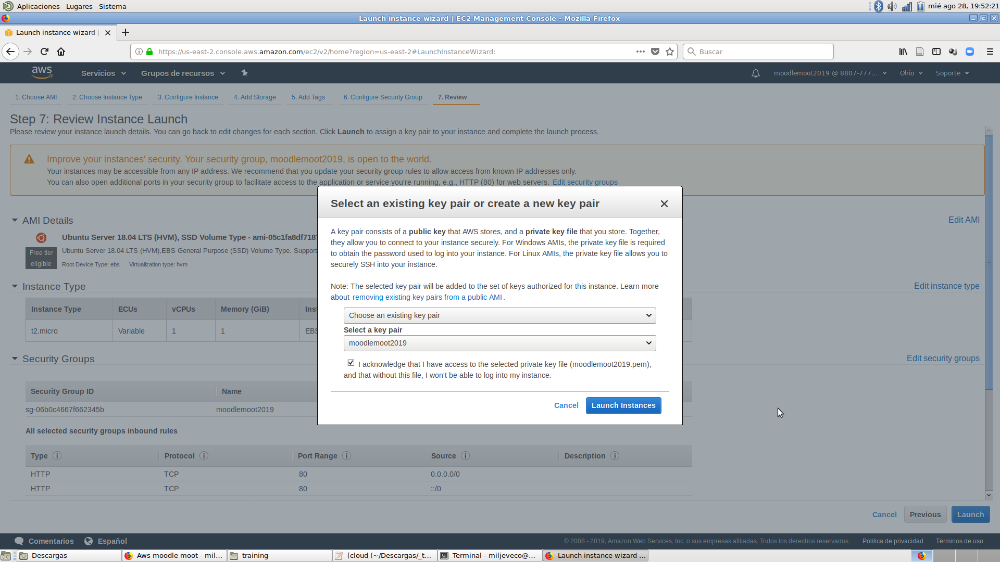 Aplicaciones Lugares Sistema
mié ago 28, 19:52:21
Launch instance wizard | EC2 Management Console - Mozilla Firefox
Launch instance wizard |
https://us-east-2.console.aws.amazon.com/ec2/v2/home?region=us-east-2#LaunchInstanceWizard:
Buscar
aws Servicios Grupos de recursos
moodlemoot2019 @ 8807-777... Ohio Soporte
1. Choose AMI 2. Choose Instance Type 3. Configure Instance 4. Add Storage 5. Add Tags 6. Configure Security Group 7. Review
Step 7: Review Instance Launch
Please review your instance launch details. You can go back to edit changes for each section. Click Launch to assign a key pair to your instance and complete the launch process.
Improve your instances' security. Your security group, moodlemoot2019, is open to the world.
Your instances may be accessible from any IP address. We recommend that you update your security group rules to allow access from known IP addresses only.
You can also open additional ports in your security group to facilitate access to the application or service you're running, e.g., HTTP (80) for web servers. Edit security groups
Select an existing key pair or create a new key pair
A key pair consists of a public key that AWS stores, and a private key file that you store. Together,
they allow you to connect to your instance securely. For Windows AMIs, the private key file is required
to obtain the password used to log into your instance. For Linux AMIs, the private key file allows you to
securely SSH into your instance.
Note: The selected key pair will be added to the set of keys authorized for this instance. Learn more
about removing existing key pairs from a public AMI.
Choose an existing key pair
Select a key pair
moodlemoot2019
I acknowledge that I have access to the selected private key file (moodlemoot2019.pem),
and that without this file, I won't be able to log into my instance.
Cancel Launch Instances
AMI Details
Edit AMI
Ubuntu Server 18.04 LTS (HVM), SSD Volume Type - ami-05c1fa8df7187
Free tier
eligible
Ubuntu Server 18.04 LTS (HVM),EBS General Purpose (SSD) Volume Type. Support
Root Device Type: ebs Virtualization type: hvm
Instance Type
Edit instance type
Instance Type ECUs vCPUs Memory (GiB) Inst
t2.micro Variable 1 1 EBS
Security Groups
Edit security groups
Security Group ID Name
sg-06b0c4667f662345b moodlemoot2019
All selected security groups inbound rules
Type Protocol Port Range Source Description
HTTP TCP 80 0.0.0.0/0
HTTP TCP 80 ::/0
Cancel Previous Launch
Comentarios Español
© 2008 - 2019, Amazon Web Services, Inc. o sus empresas afiliadas. Todos los derechos reservados. Política de privacidad Términos de uso
Descargas
Aws moodle moot - mil...
training
[cloud (~/Descargas/_t...
Terminal - miljeveco@...
Launch instance wizard ...